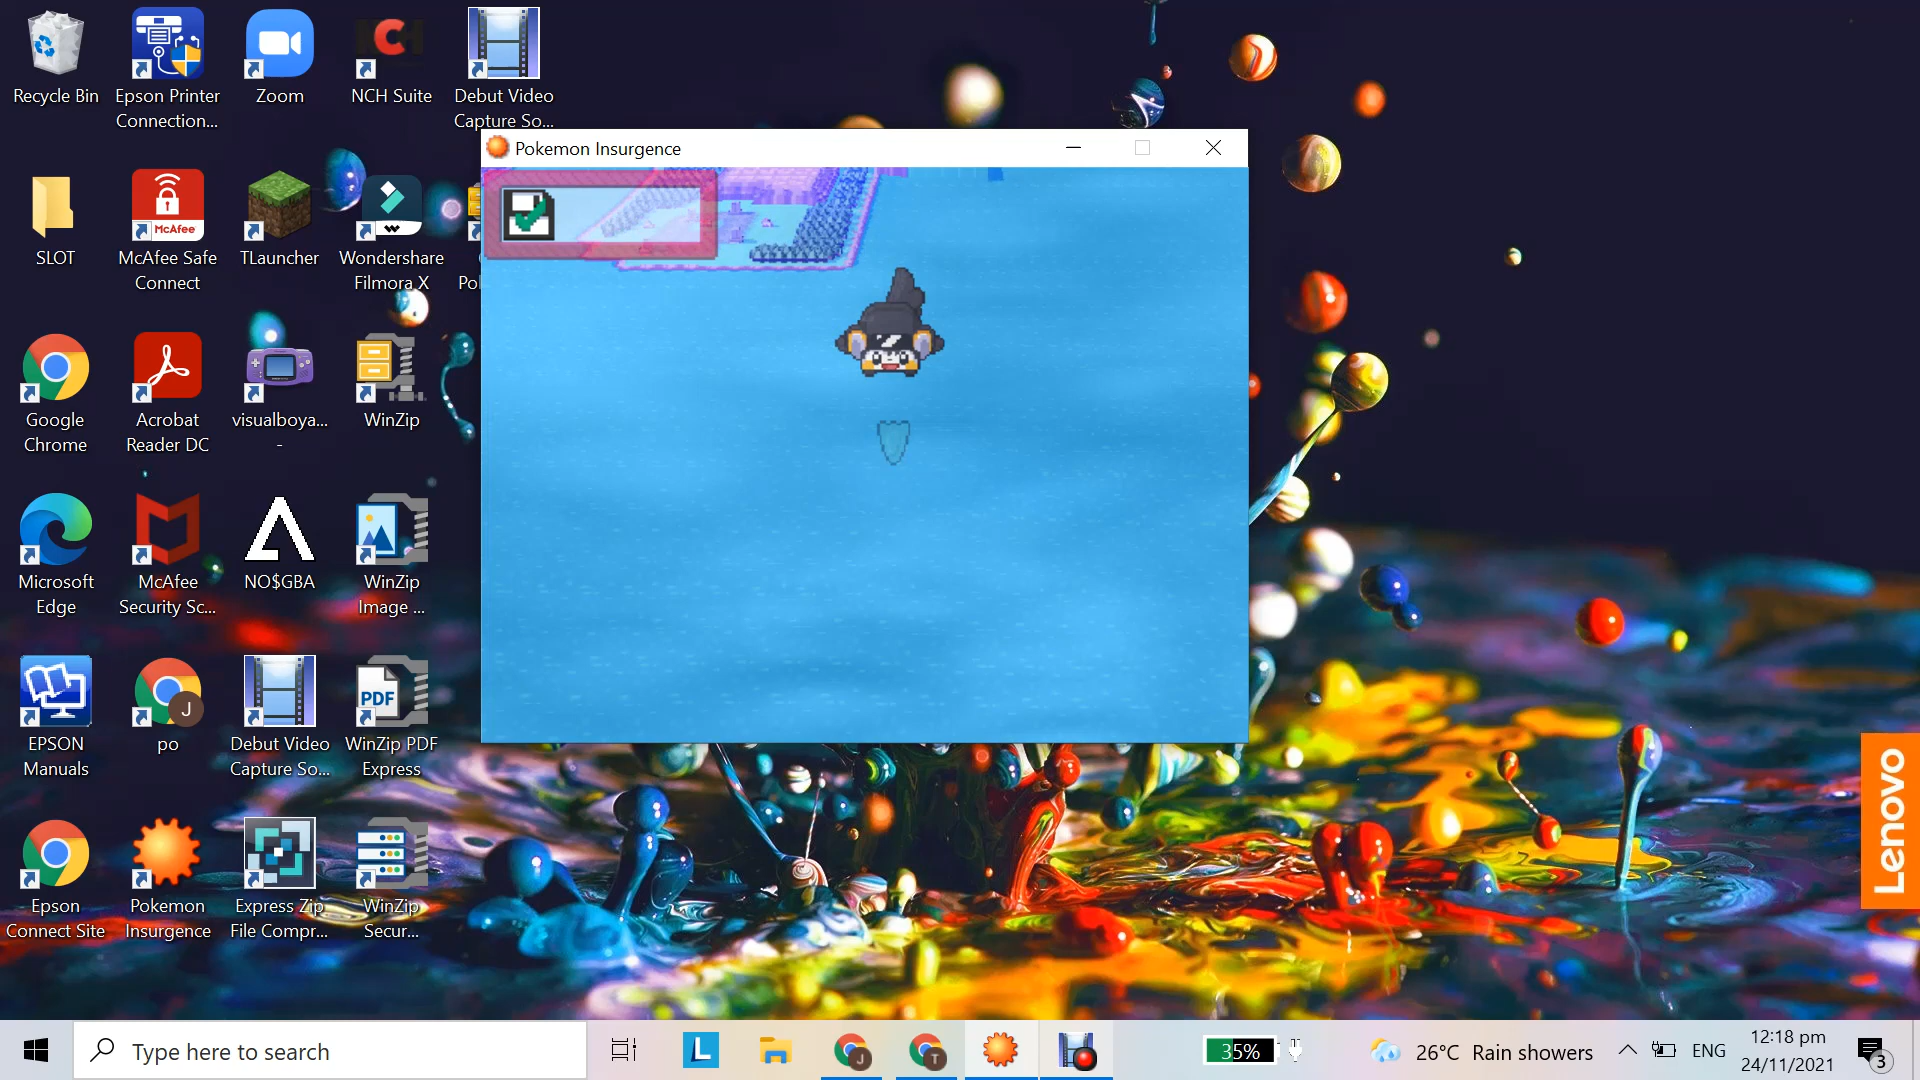 Recycle Bin
Epson Printer
Connection...
Zoom
NCH Suite
Debut Video
Capture So...
Pokemon Insurgence
SLOT
McAfee
McAfee Safe
Connect
TLauncher
Wondershare
Filmora X
Google
Chrome
Acrobat
Reader DC
visualboya...
-
WinZip
Microsoft
Edge
McAfee
Security Sc...
NO$GBA
WinZip
Image ...
EPSON
Manuals
J
po
Debut Video
Capture So...
PDF
WinZip PDF
Express
Epson
Connect Site
Pokemon
Insurgence
Express Zip
File Compr...
WinZip
Secur...
Lenovo
Type here to search
L
J
T
35%
26°C Rain showers
ENG
12:18 pm
24/11/2021
3